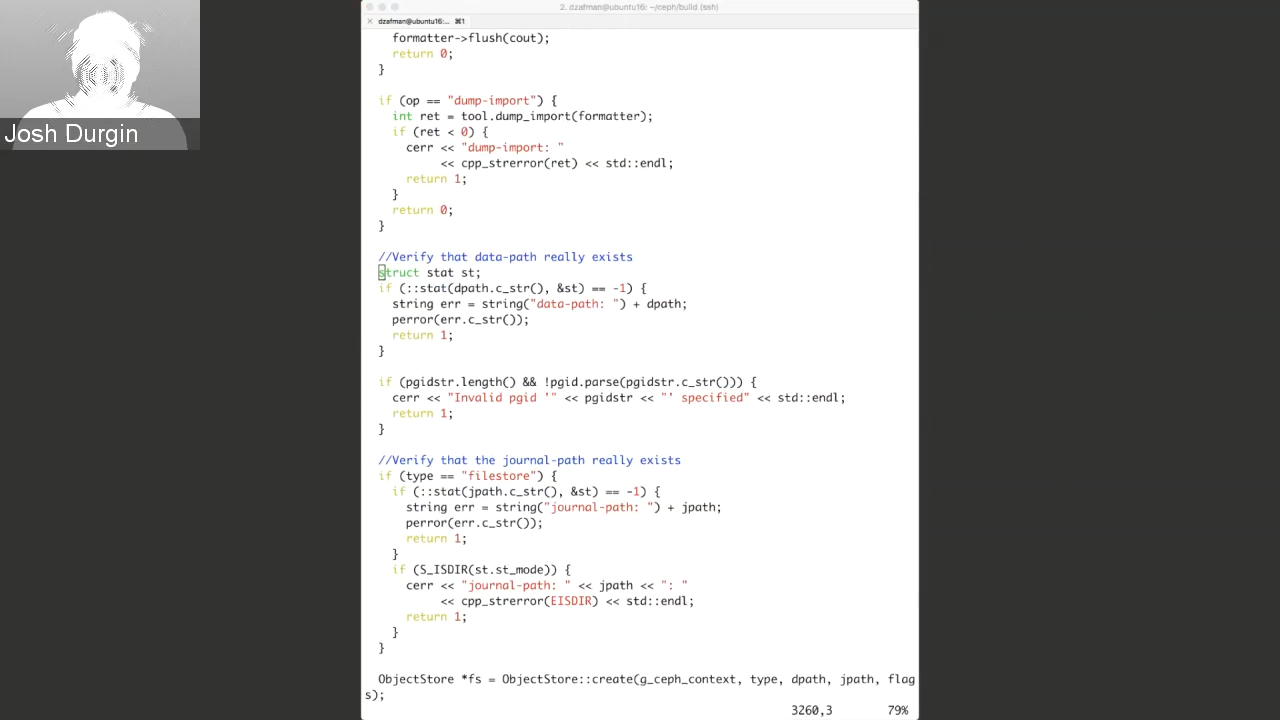 2. dzafman@ubuntu16: ~/ceph/build (ssh)
× dzafman@ubuntu16:... ⌘1
Josh Durgin
    formatter->flush(cout);
    return 0;
  }

  if (op == "dump-import") {
    int ret = tool.dump_import(formatter);
    if (ret < 0) {
      cerr << "dump-import: "
           << cpp_strerror(ret) << std::endl;
      return 1;
    }
    return 0;
  }

  //Verify that data-path really exists
  struct stat st;
  if (::stat(dpath.c_str(), &st) == -1) {
    string err = string("data-path: ") + dpath;
    perror(err.c_str());
    return 1;
  }

  if (pgidstr.length() && !pgid.parse(pgidstr.c_str())) {
    cerr << "Invalid pgid '" << pgidstr << "' specified" << std::endl;
    return 1;
  }

  //Verify that the journal-path really exists
  if (type == "filestore") {
    if (::stat(jpath.c_str(), &st) == -1) {
      string err = string("journal-path: ") + jpath;
      perror(err.c_str());
      return 1;
    }
    if (S_ISDIR(st.st_mode)) {
      cerr << "journal-path: " << jpath << ": "
           << cpp_strerror(EISDIR) << std::endl;
      return 1;
    }
  }

  ObjectStore *fs = ObjectStore::create(g_ceph_context, type, dpath, jpath, flag
s);
3260,3 79%